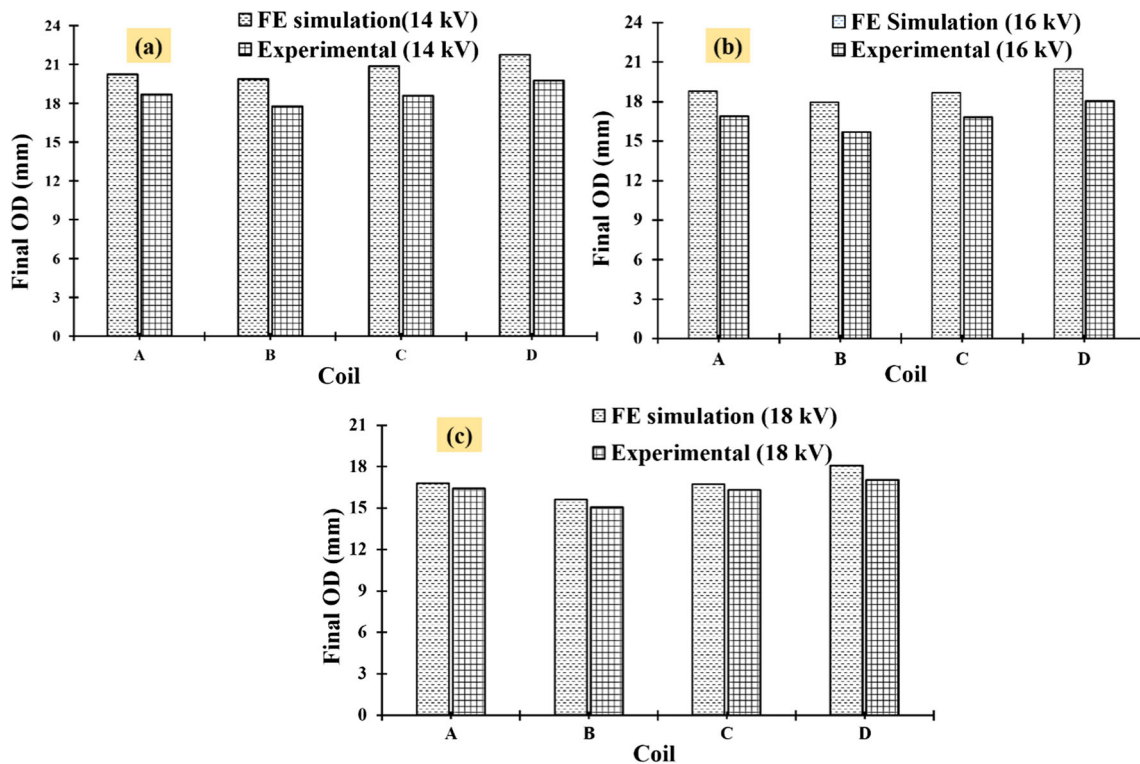 (a)
FE simulation(14 kV)
Experimental (14 kV)
Final OD (mm)
24
21
18
15
12
9
6
3
0
A B C D
Coil
(b)
FE Simulation (16 kV)
Experimental (16 kV)
Final OD (mm)
24
21
18
15
12
9
6
3
0
A B C D
Coil
(c)
FE simulation (18 kV)
Experimental (18 kV)
Final OD (mm)
21
18
15
12
9
6
3
0
A B C D
Coil